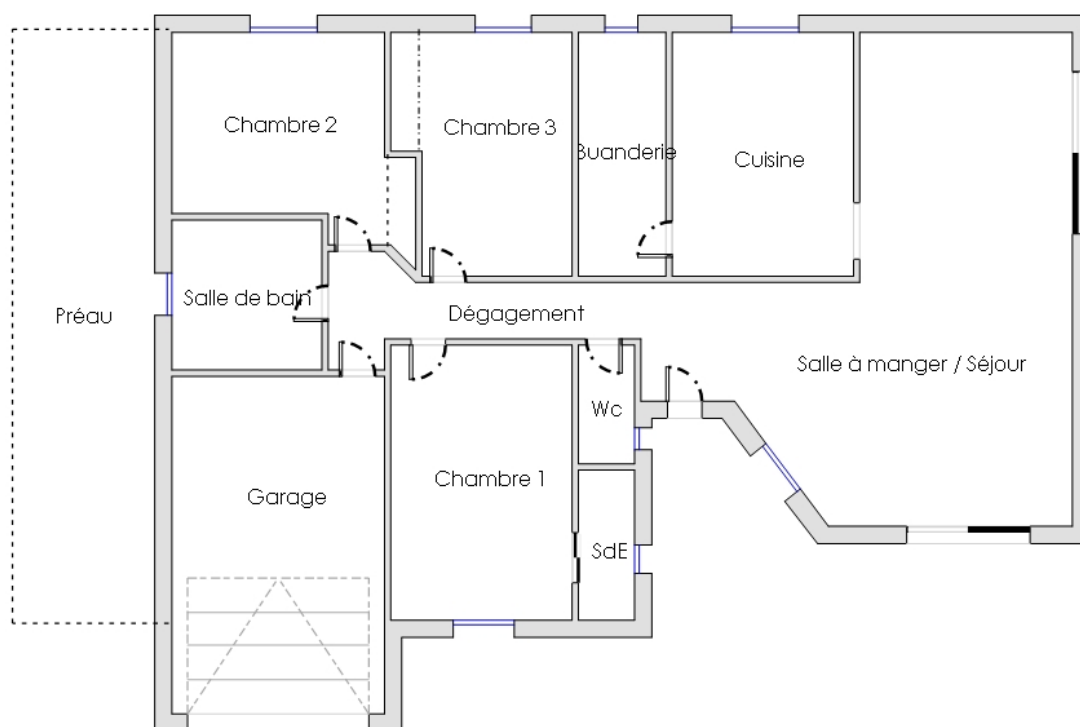 Chambre 2
Chambre 3
Buanderie
Cuisine
Salle de bain
Préau
Dégagement
Salle à manger / Séjour
Wc
Chambre 1
Garage
SdE